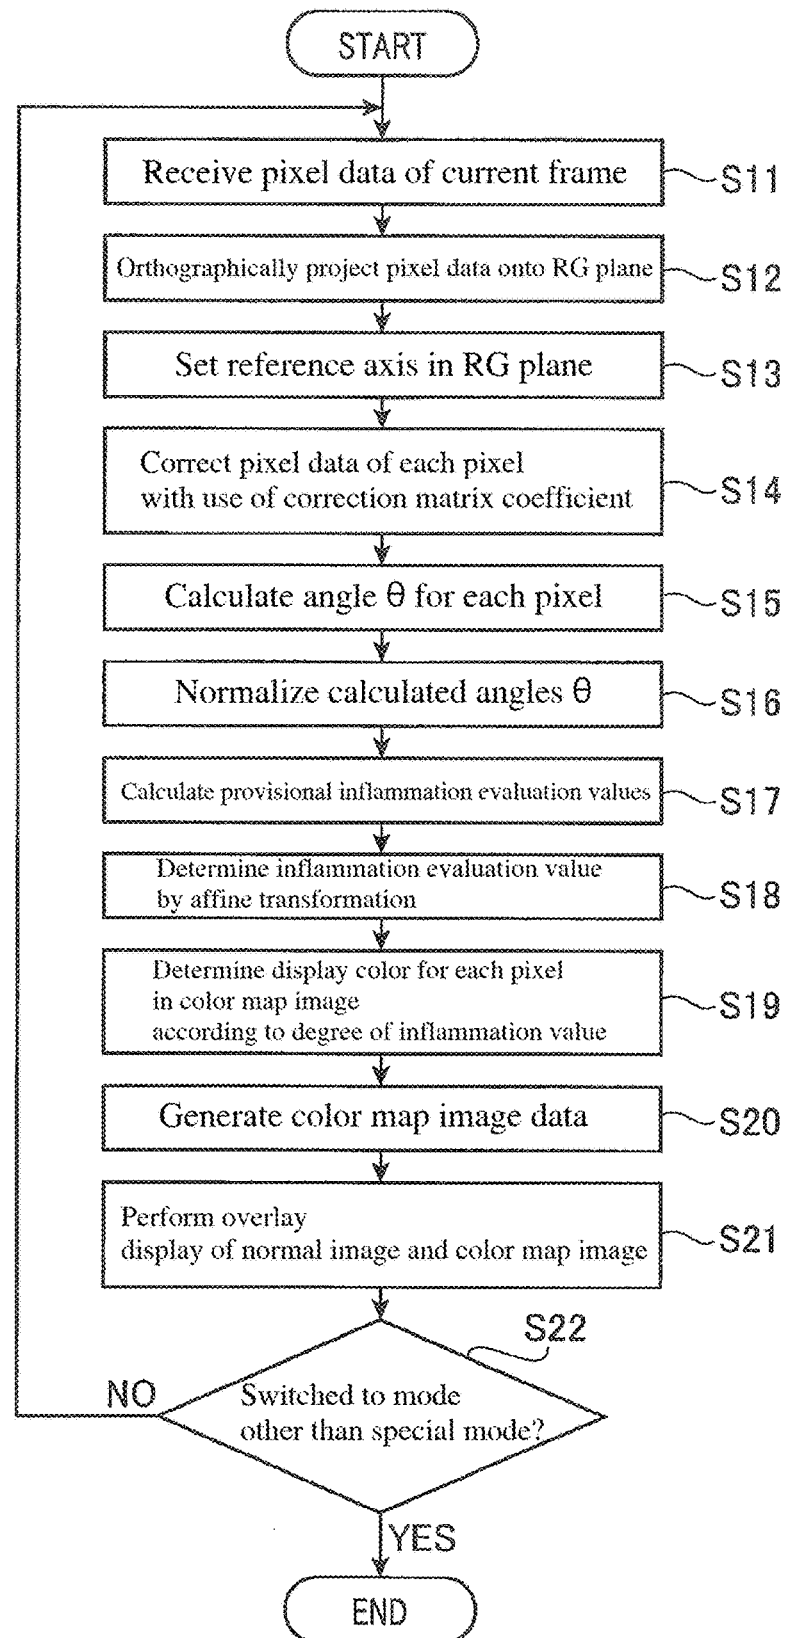 START
Receive pixel data of current frame
S11
Orthographically project pixel data onto RG plane
S12
Set reference axis in RG plane
S13
Correct pixel data of each pixel
with use of correction matrix coefficient
S14
Calculate angle θ for each pixel
S15
Normalize calculated angles θ
S16
Calculate provisional inflammation evaluation values
S17
Determine inflammation evaluation value
by affine transformation
S18
Determine display color for each pixel
in color map image
according to degree of inflammation value
S19
Generate color map image data
S20
Perform overlay
display of normal image and color map image
S21
S22
Switched to mode
other than special mode?
NO
YES
END